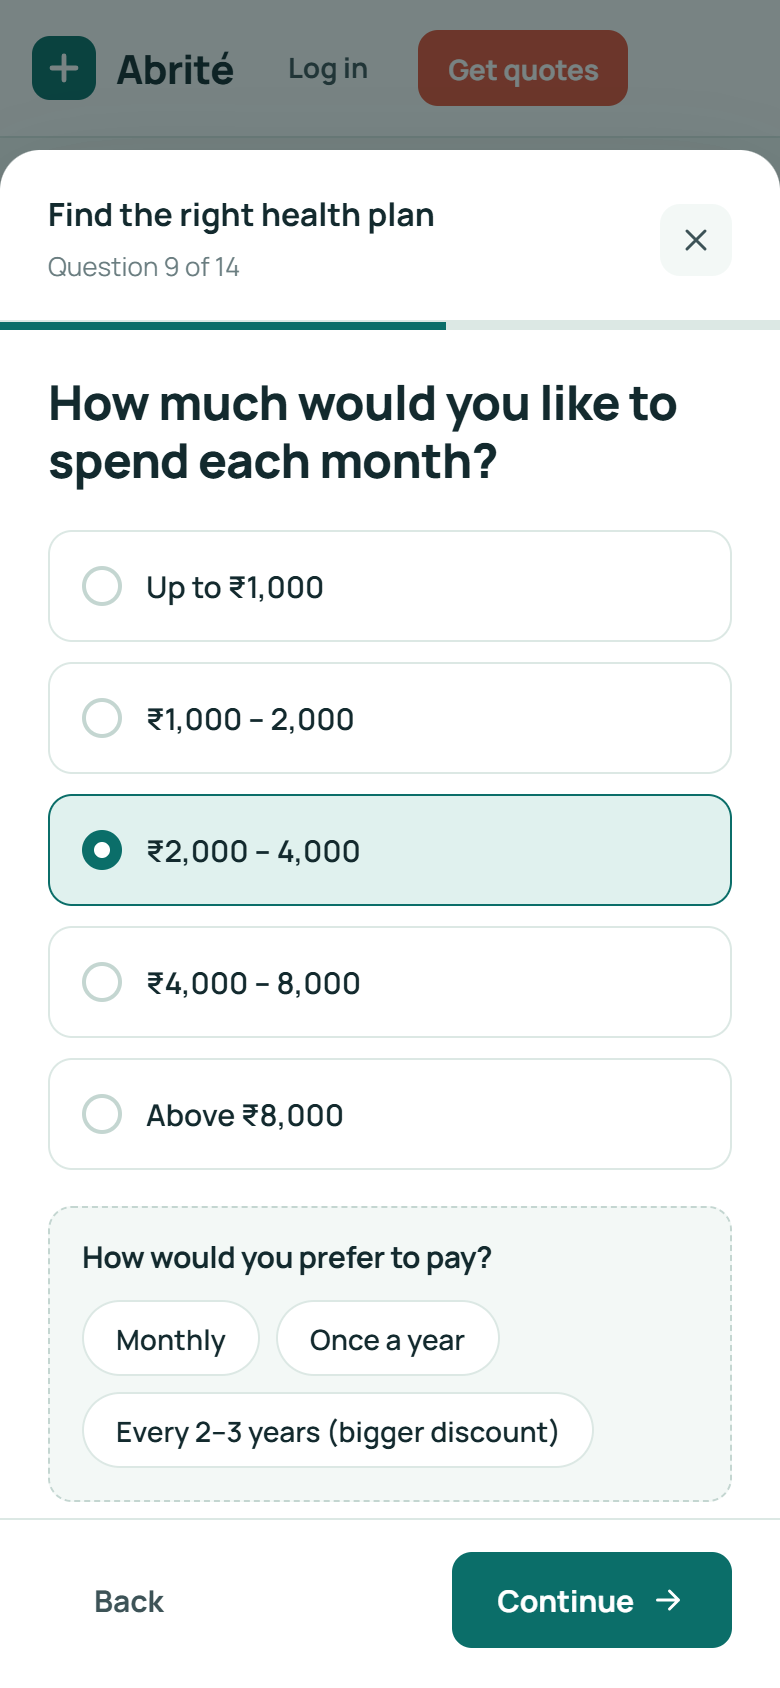 Abrité
Log in
Get quotes
Find the right health plan
Question 9 of 14
How much would you like to
spend each month?
Up to ₹1,000
₹1,000 – 2,000
₹2,000 – 4,000
₹4,000 – 8,000
Above ₹8,000
How would you prefer to pay?
Monthly
Once a year
Every 2–3 years (bigger discount)
Back
Continue →